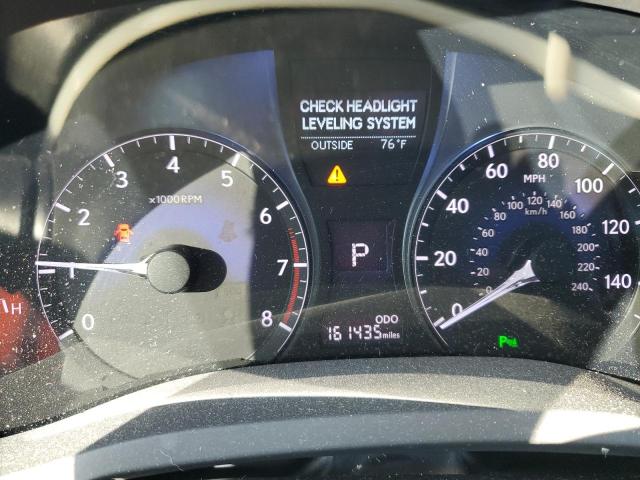 CHECK HEADLIGHT
LEVELING SYSTEM
OUTSIDE 76°F
x1000RPM
0 1 2 3 4 5 6 7 8
H
P
ODO
161435 miles
MPH
0 20 40 60 80 100 120 140
km/h
0 20 40 60 80 100 120 140 160 180 200 220 240
P